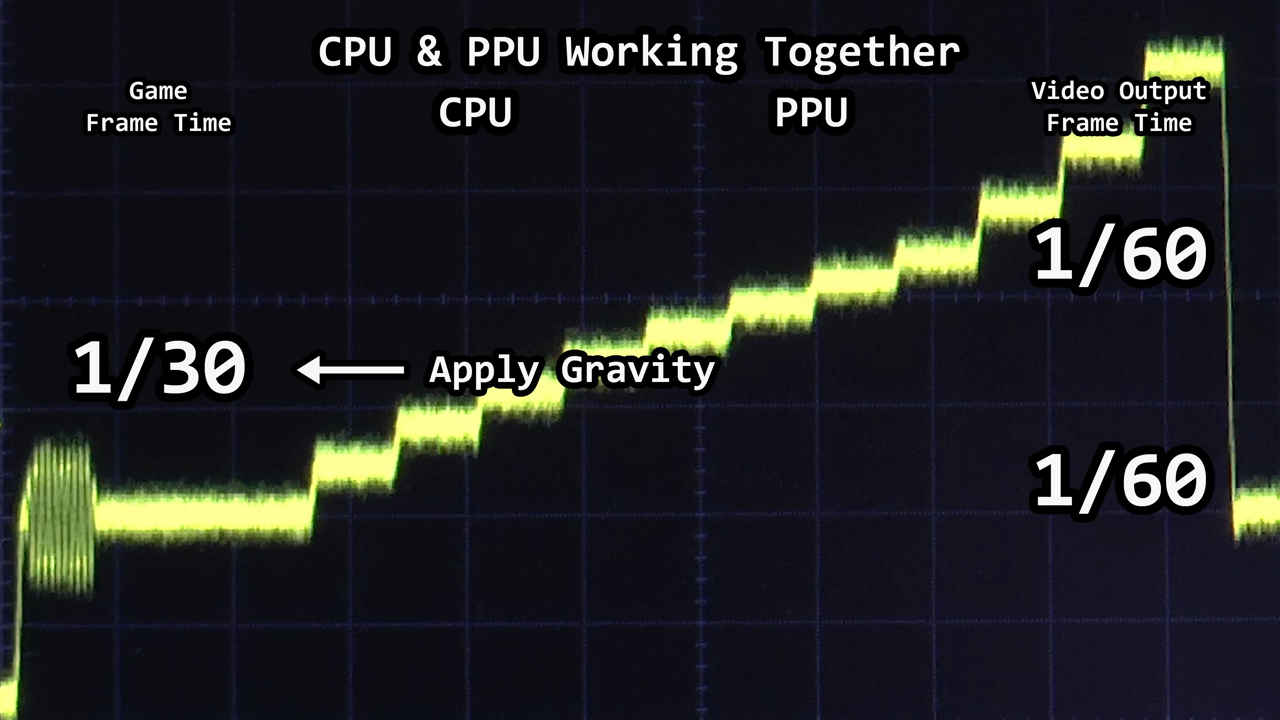 CPU & PPU Working Together
Game
Frame Time
CPU
PPU
Video Output
Frame Time
1/60
1/30
Apply Gravity
1/60